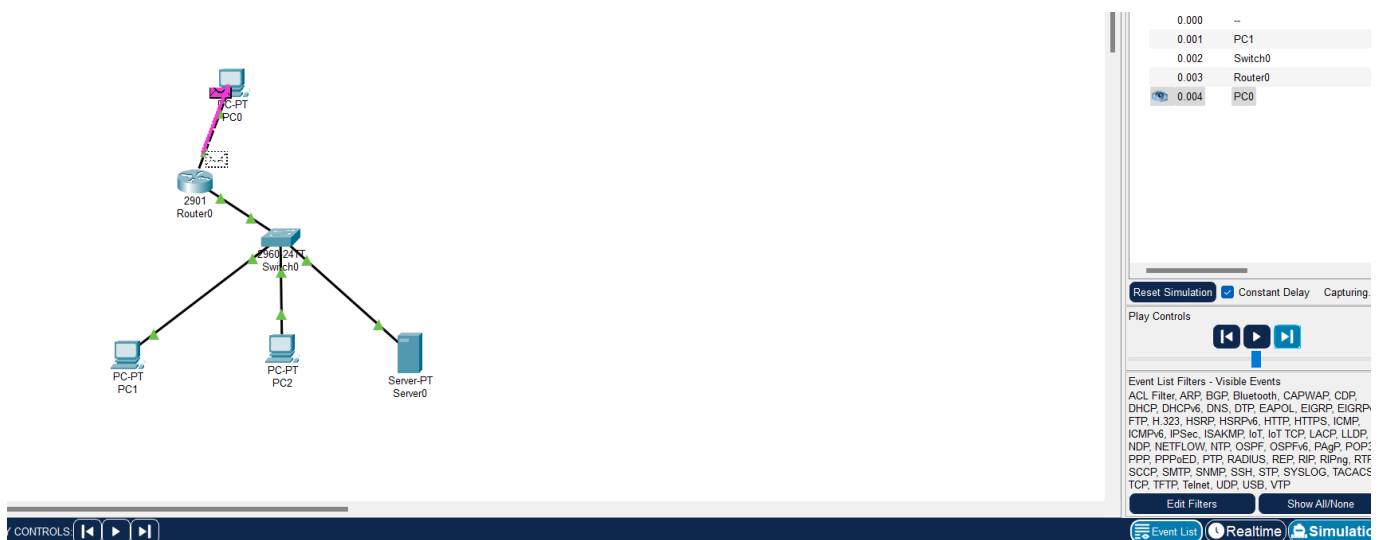 0.000 --
0.001 PC1
0.002 Switch0
0.003 Router0
0.004 PC0
PC-PT
PC0
2901
Router0
2960-24TT
Switch0
PC-PT
PC1
PC-PT
PC2
Server-PT
Server0
Reset Simulation Constant Delay Capturing.
Play Controls
Event List Filters - Visible Events
ACL Filter, ARP, BGP, Bluetooth, CAPWAP, CDP,
DHCP, DHCPv6, DNS, DTP, EAPOL, EIGRP, EIGRPv
FTP, H.323, HSRP, HSRPv6, HTTP, HTTPS, ICMP,
ICMPv6, IPSec, ISAKMP, IoT, IoT TCP, LACP, LLDP,
NDP, NETFLOW, NTP, OSPF, OSPFv6, PAgP, POP3
PPP, PPPoED, PTP, RADIUS, REP, RIP, RIPng, RTP
SCCP, SMTP, SNMP, SSH, STP, SYSLOG, TACACS
TCP, TFTP, Telnet, UDP, USB, VTP
Edit Filters Show All/None
Y CONTROLS: Event List Realtime Simulatio